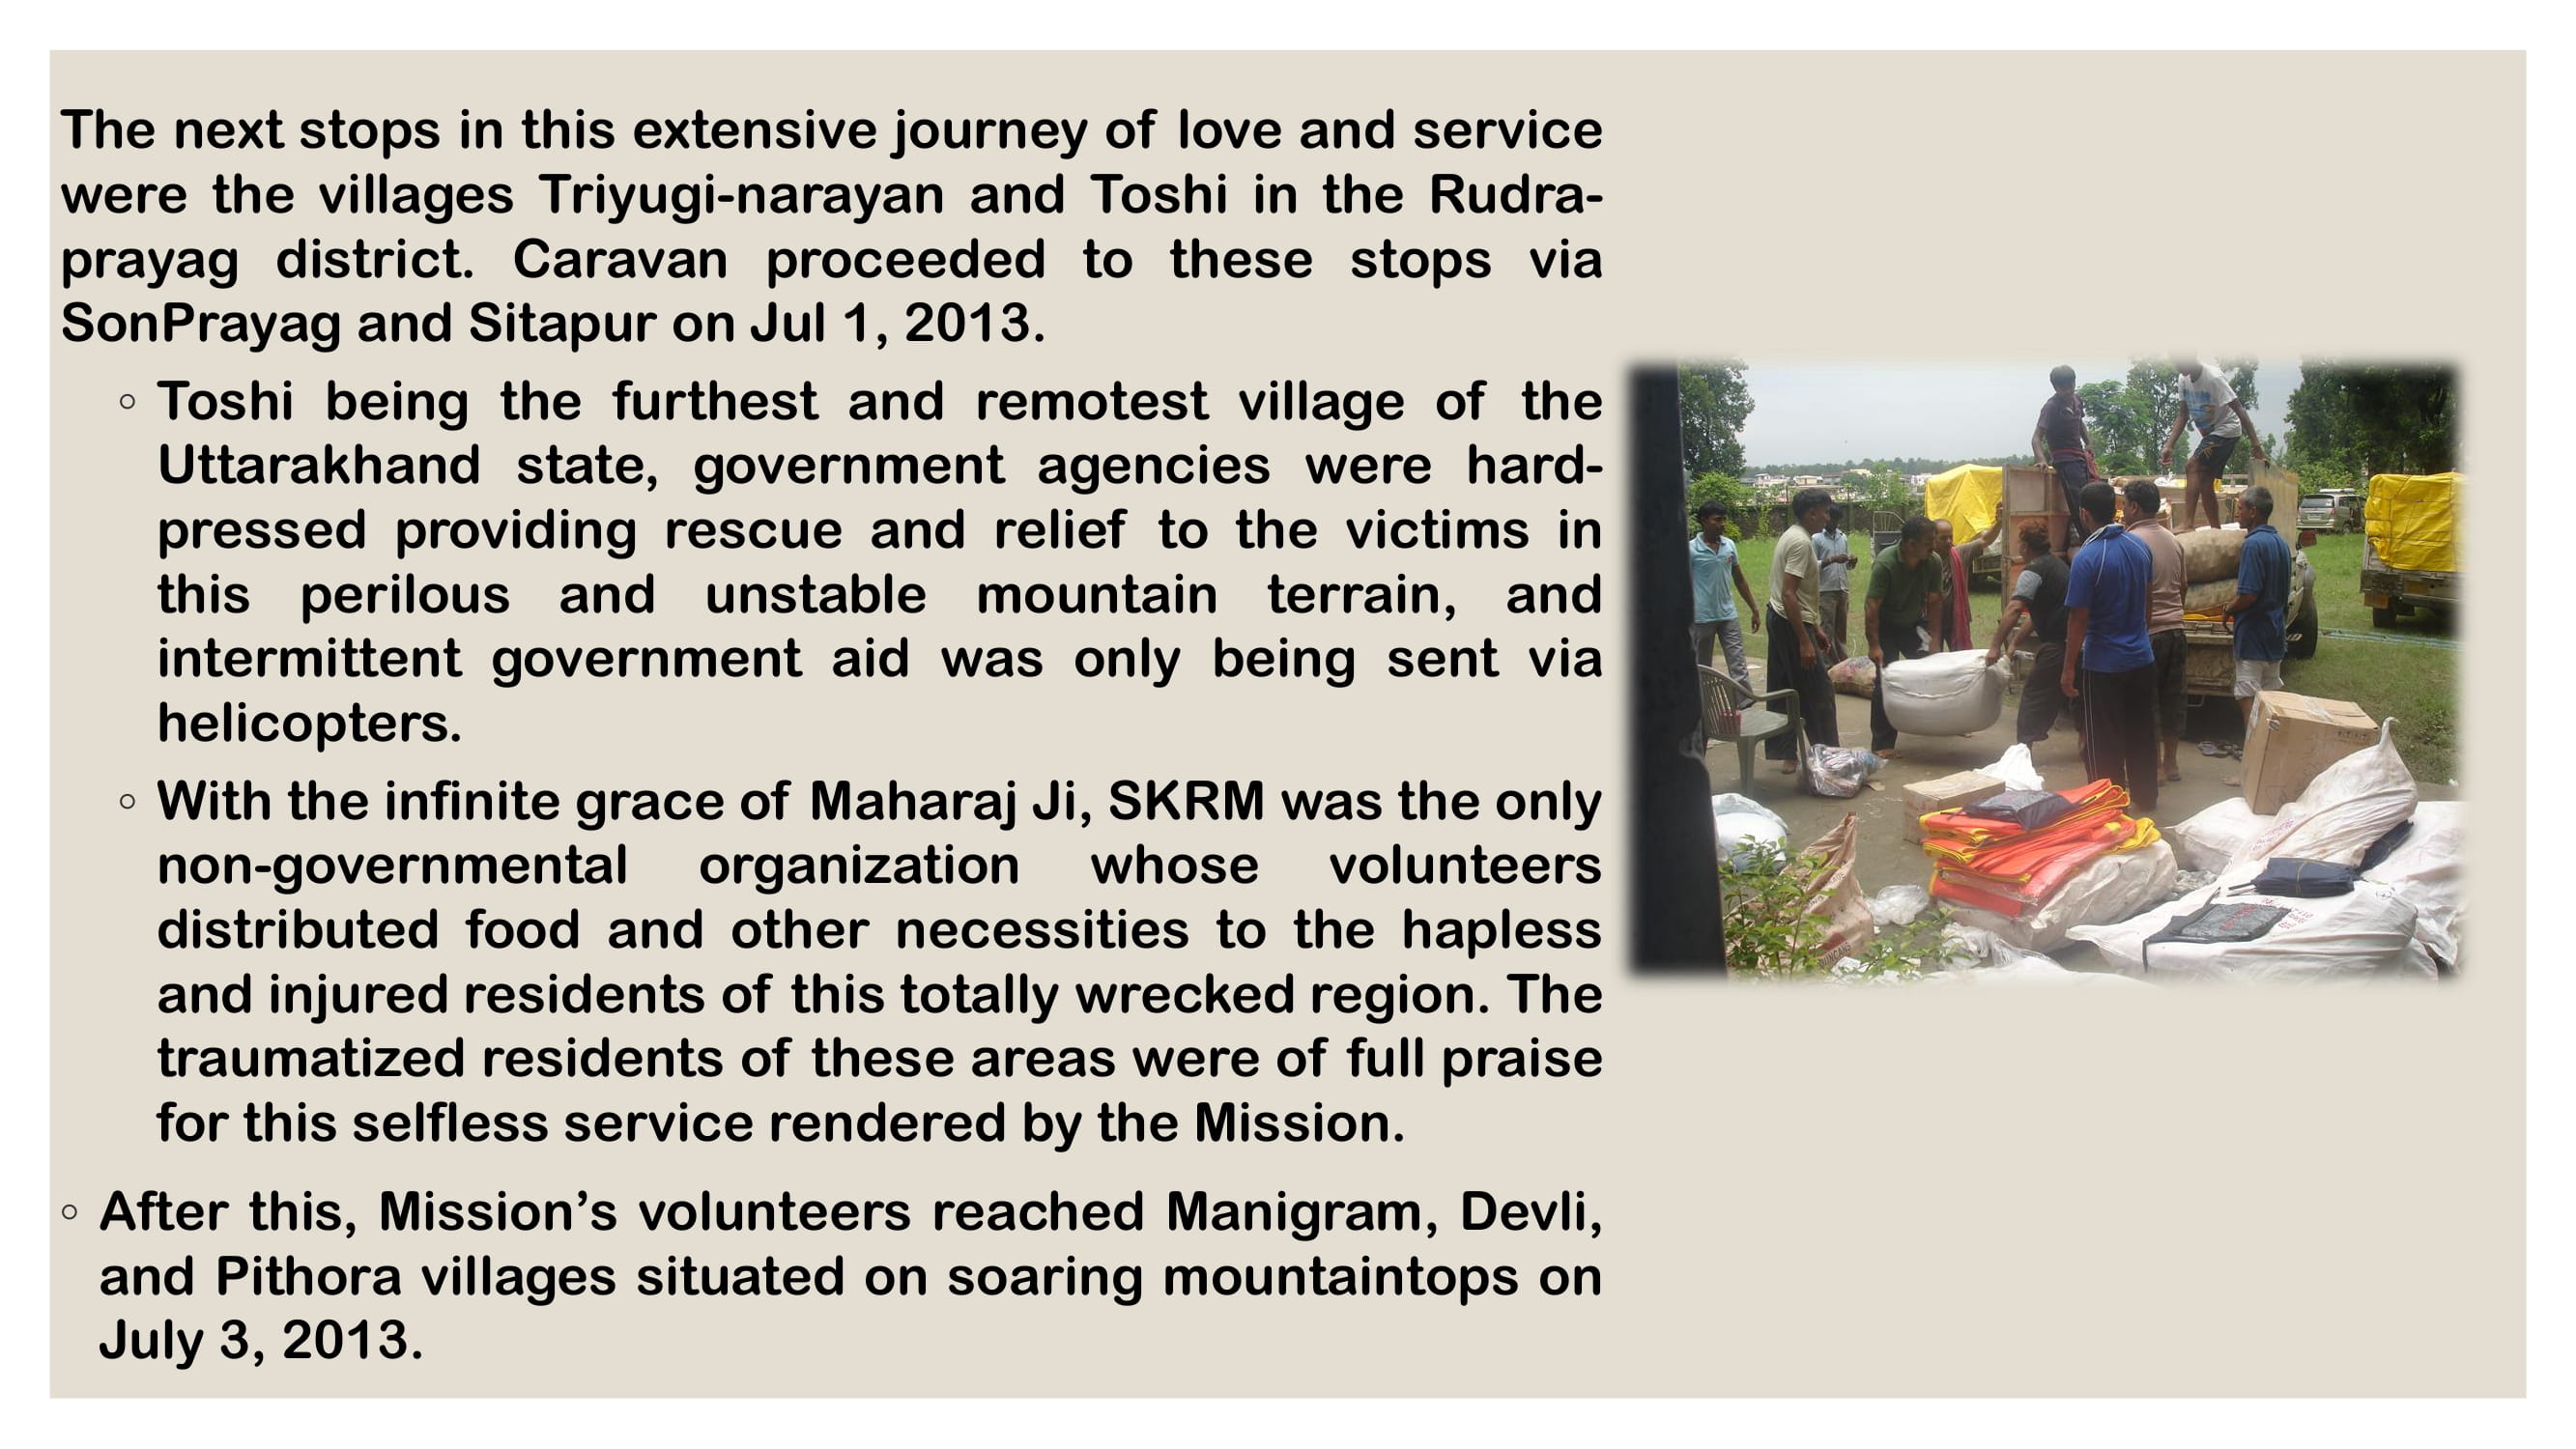 The next stops in this extensive journey of love and service
were the villages Triyugi-narayan and Toshi in the Rudra-
prayag district. Caravan proceeded to these stops via
SonPrayag and Sitapur on Jul 1, 2013.
◦ Toshi being the furthest and remotest village of the
Uttarakhand state, government agencies were hard-
pressed providing rescue and relief to the victims in
this perilous and unstable mountain terrain, and
intermittent government aid was only being sent via
helicopters.
◦ With the infinite grace of Maharaj Ji, SKRM was the only
non-governmental organization whose volunteers
distributed food and other necessities to the hapless
and injured residents of this totally wrecked region. The
traumatized residents of these areas were of full praise
for this selfless service rendered by the Mission.
◦ After this, Mission’s volunteers reached Manigram, Devli,
and Pithora villages situated on soaring mountaintops on
July 3, 2013.